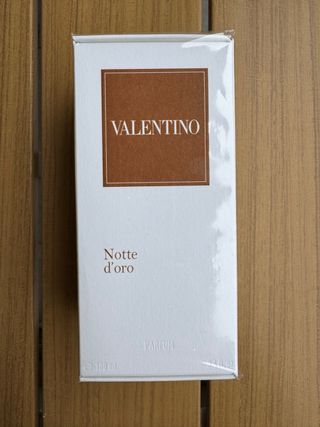 VALENTINO
Notte
d'oro
PARFUM